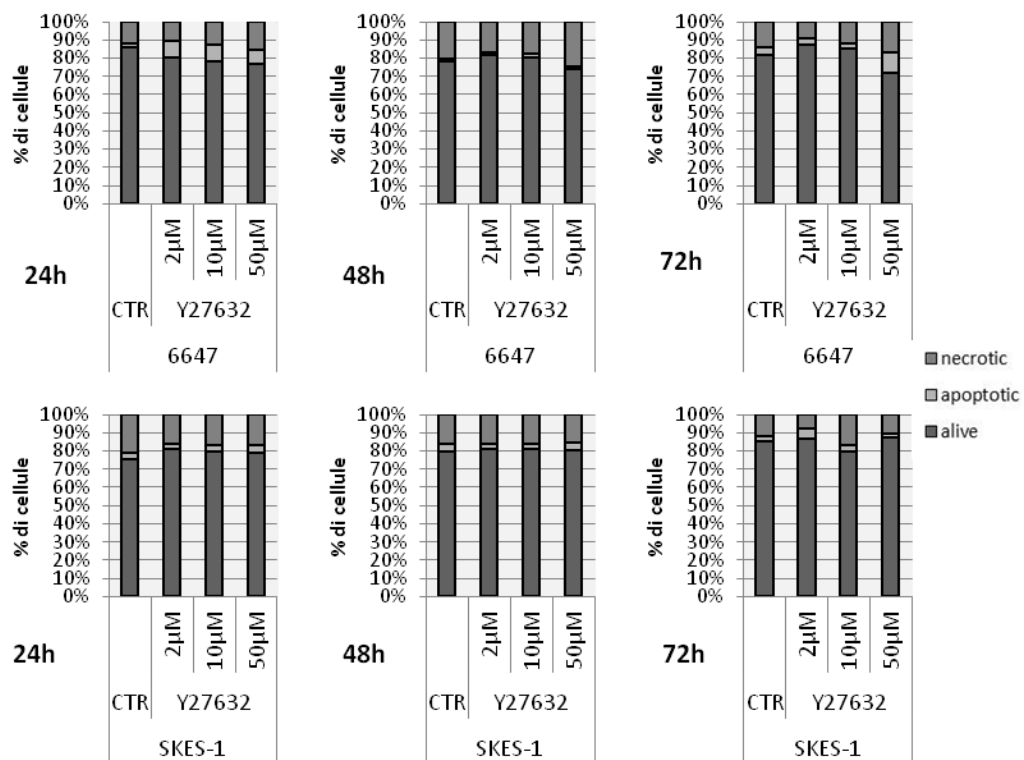 100%
90%
80%
70%
60%
50%
40%
30%
20%
10%
0%
% di cellule
24h
2µM
10µM
50µM
CTR
Y27632
6647
100%
90%
80%
70%
60%
50%
40%
30%
20%
10%
0%
% di cellule
48h
2µM
10µM
50µM
CTR
Y27632
6647
100%
90%
80%
70%
60%
50%
40%
30%
20%
10%
0%
% di cellule
72h
2µM
10µM
50µM
CTR
Y27632
6647
necrotic
apoptotic
alive
100%
90%
80%
70%
60%
50%
40%
30%
20%
10%
0%
% di cellule
24h
2µM
10µM
50µM
CTR
Y27632
SKES-1
100%
90%
80%
70%
60%
50%
40%
30%
20%
10%
0%
% di cellule
48h
2µM
10µM
50µM
CTR
Y27632
SKES-1
100%
90%
80%
70%
60%
50%
40%
30%
20%
10%
0%
% di cellule
72h
2µM
10µM
50µM
CTR
Y27632
SKES-1